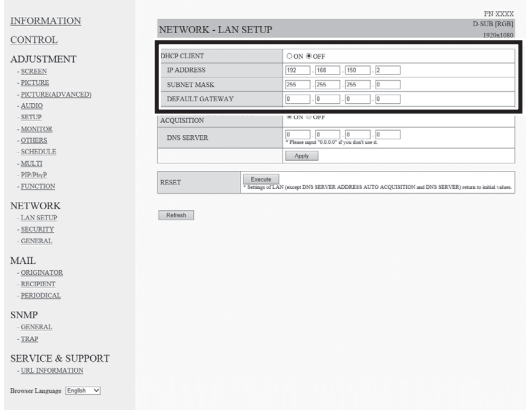 INFORMATION
CONTROL
ADJUSTMENT
- SCREEN
- PICTURE
- PICTURE(ADVANCED)
- AUDIO
- SETUP
- MONITOR
- OTHERS
- SCHEDULE
- MULTI
- PIP/PbyP
- FUNCTION
NETWORK
- LAN SETUP
- SECURITY
- GENERAL
MAIL
- ORIGINATOR
- RECIPIENT
- PERIODICAL
SNMP
- GENERAL
- TRAP
SERVICE & SUPPORT
- URL INFORMATION
Browser Language English
PN XXXX
NETWORK - LAN SETUP D-SUB [RGB]
1920x1080
DHCP CLIENT ON OFF
IP ADDRESS 192 . 168 . 150 . 2
SUBNET MASK 255 . 255 . 255 . 0
DEFAULT GATEWAY 0 . 0 . 0 . 0
ACQUISITION ON OFF
DNS SERVER 0 . 0 . 0 . 0
* Please input "0.0.0.0" if you don't use it.
Apply
RESET Execute
* Settings of LAN (except DNS SERVER ADDRESS AUTO ACQUISITION and DNS SERVER) return to initial values.
Refresh